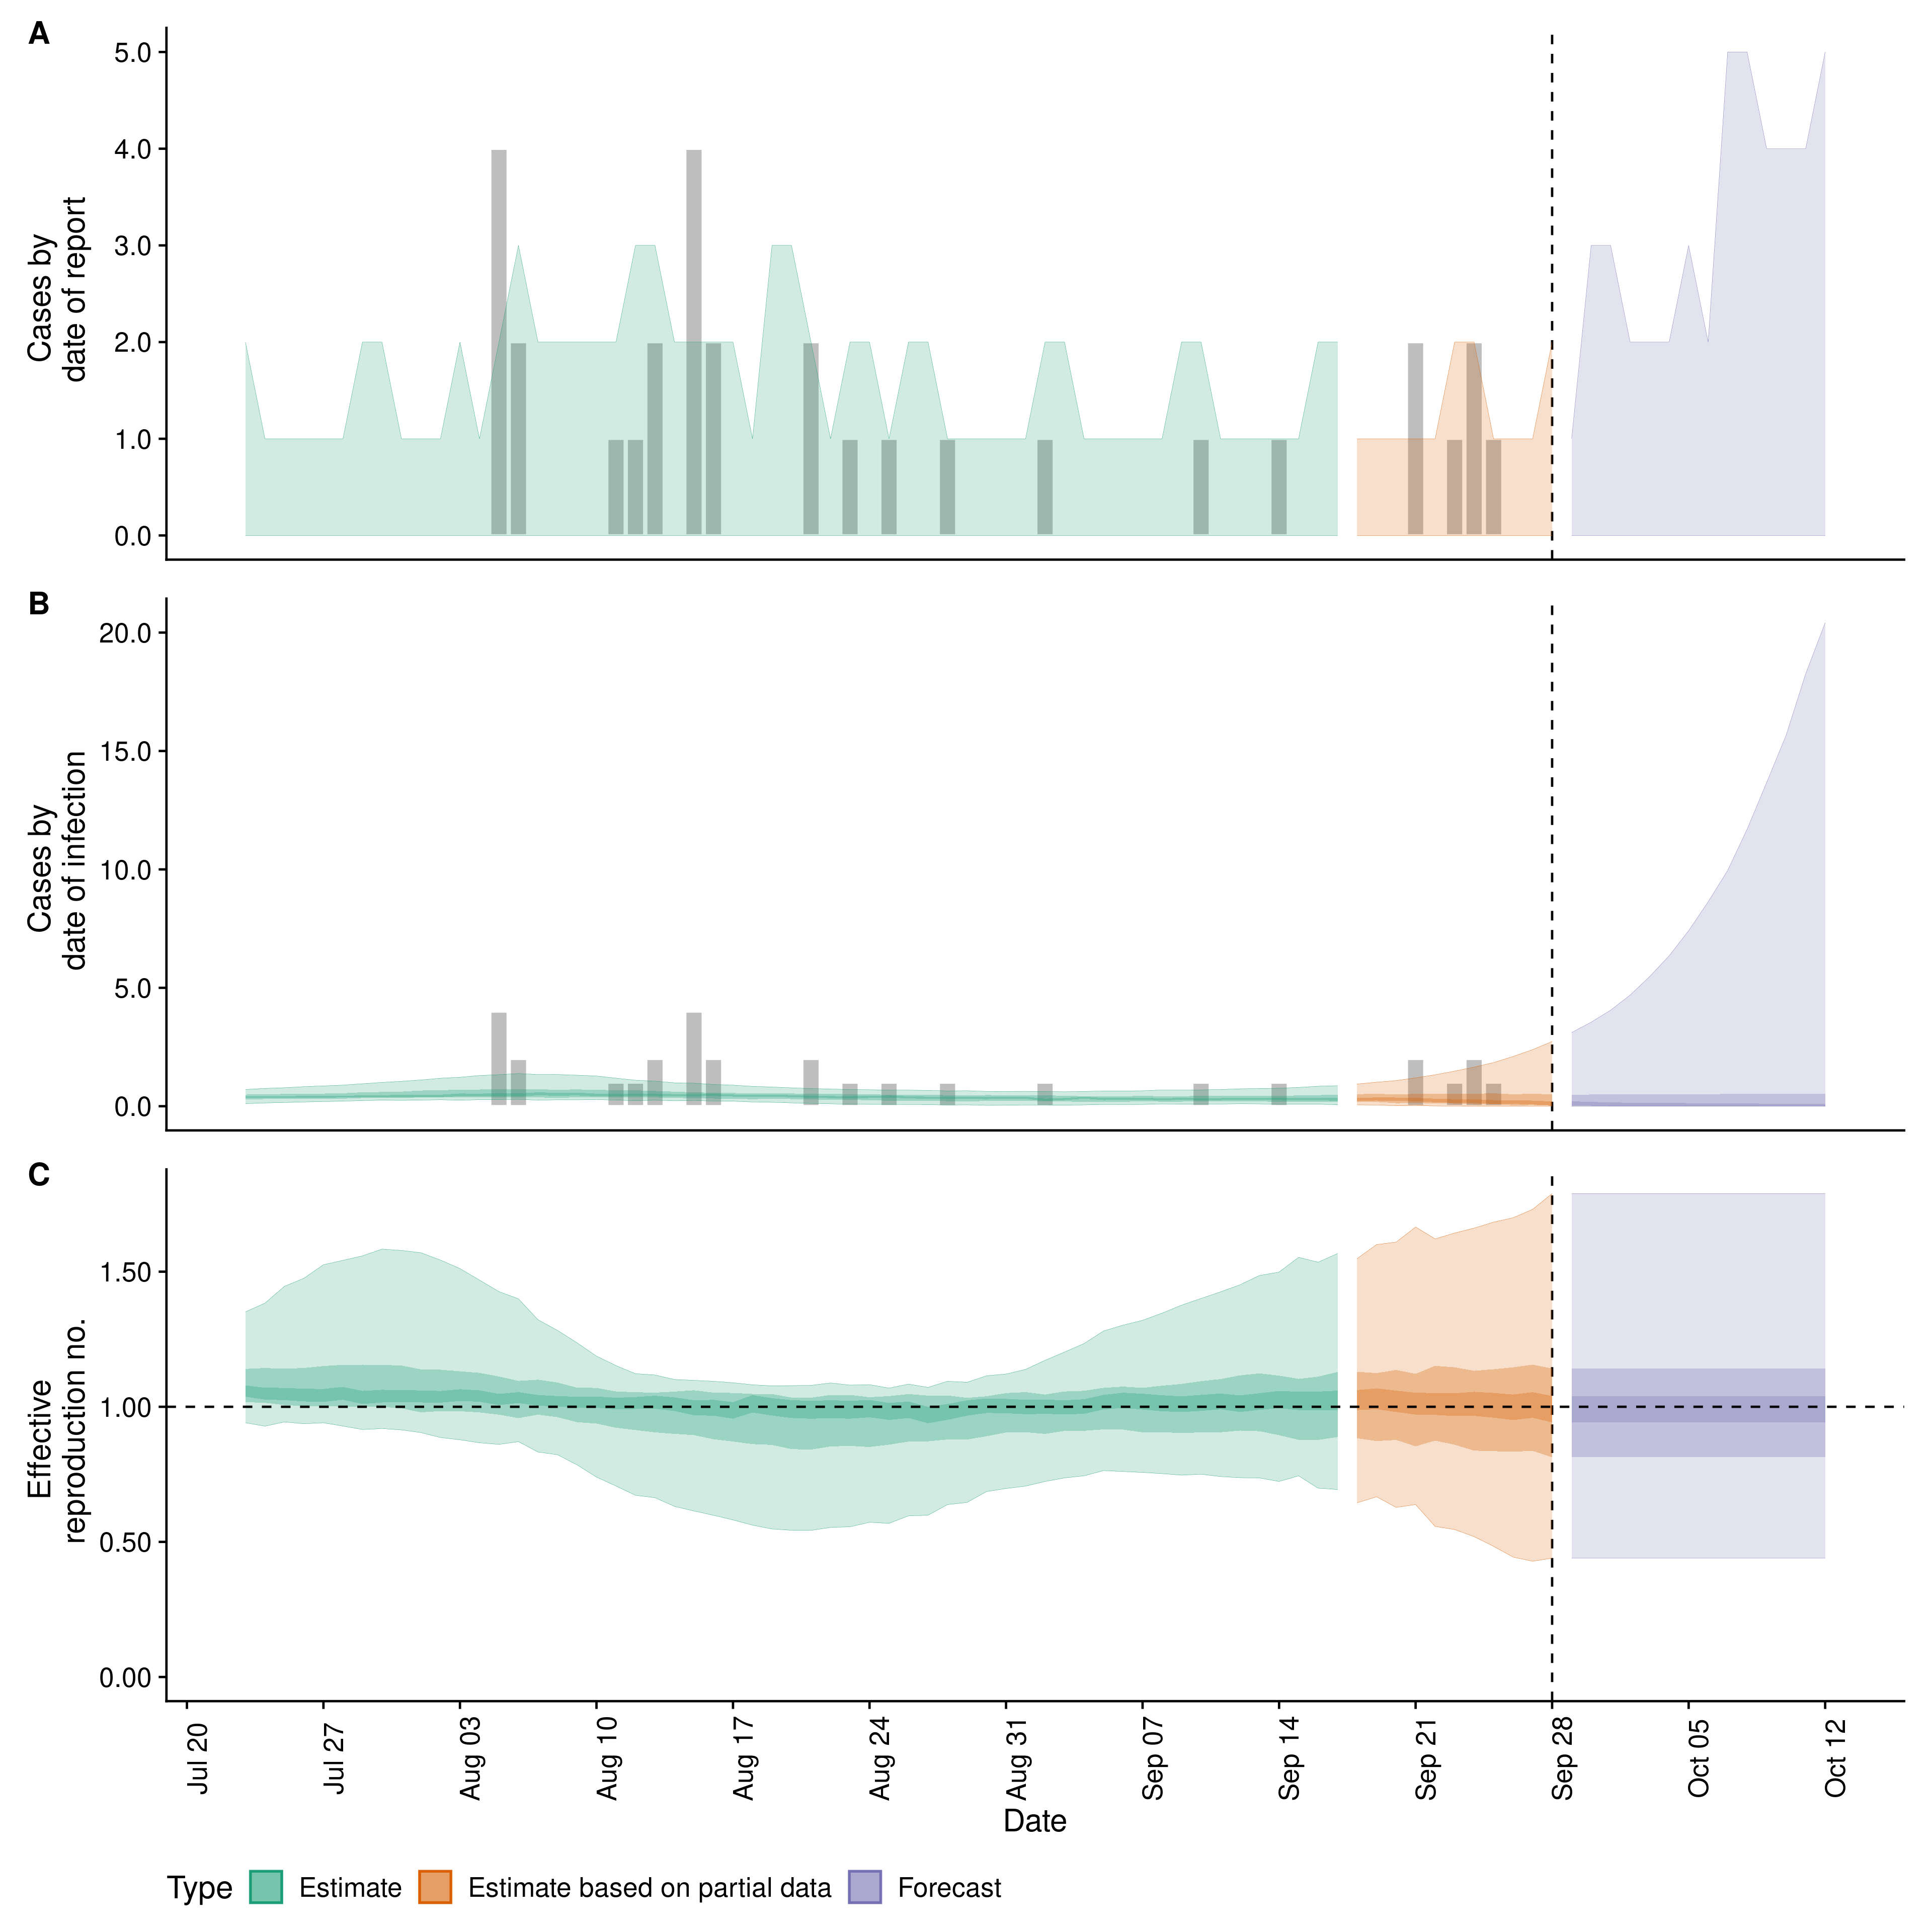 A
Cases by
date of report
5.0
4.0
3.0
2.0
1.0
0.0
B
Cases by
date of infection
20.0
15.0
10.0
5.0
0.0
C
Effective
reproduction no.
1.50
1.00
0.50
0.00
Jul 20
Jul 27
Aug 03
Aug 10
Aug 17
Aug 24
Aug 31
Sep 07
Sep 14
Sep 21
Sep 28
Oct 05
Oct 12
Date
Type Estimate Estimate based on partial data Forecast